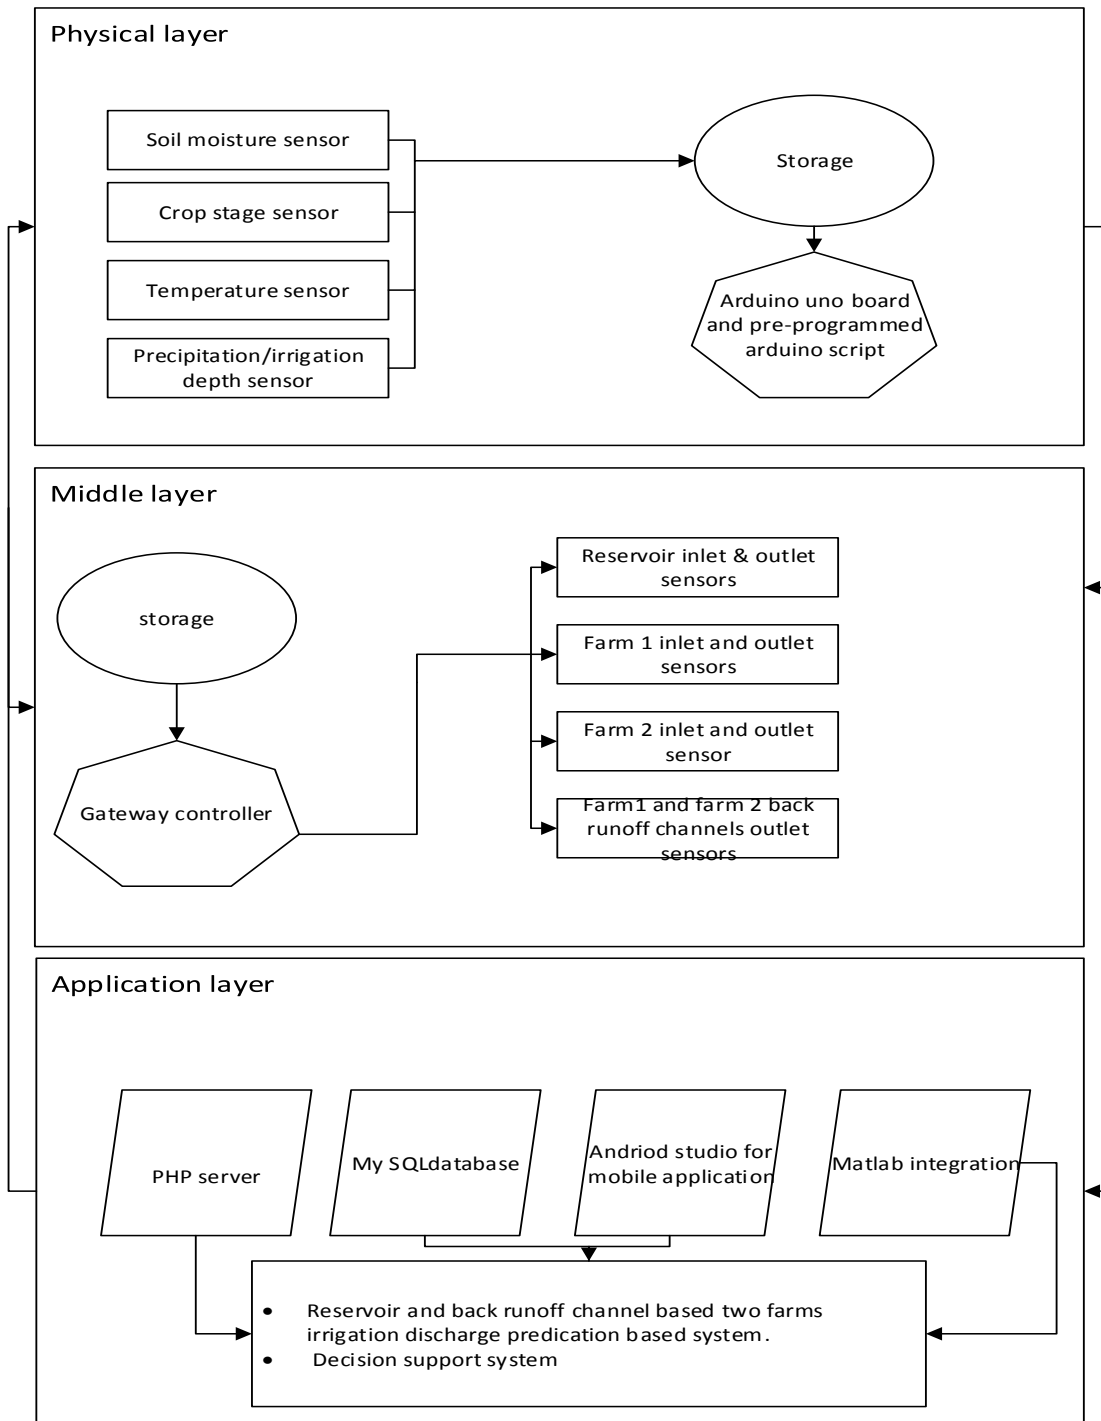 Physical layer
Soil moisture sensor
Crop stage sensor
Temperature sensor
Precipitation/irrigation
depth sensor
Storage
Arduino uno board
and pre-programmed
arduino script
Middle layer
storage
Gateway controller
Reservoir inlet & outlet
sensors
Farm 1 inlet and outlet
sensors
Farm 2 inlet and outlet
sensor
Farm1 and farm 2 back
runoff channels outlet
sensors
Application layer
PHP server
My SQLdatabase
Andriod studio for
mobile application
Matlab integration
• Reservoir and back runoff channel based two farms
irrigation discharge predication based system.
• Decision support system